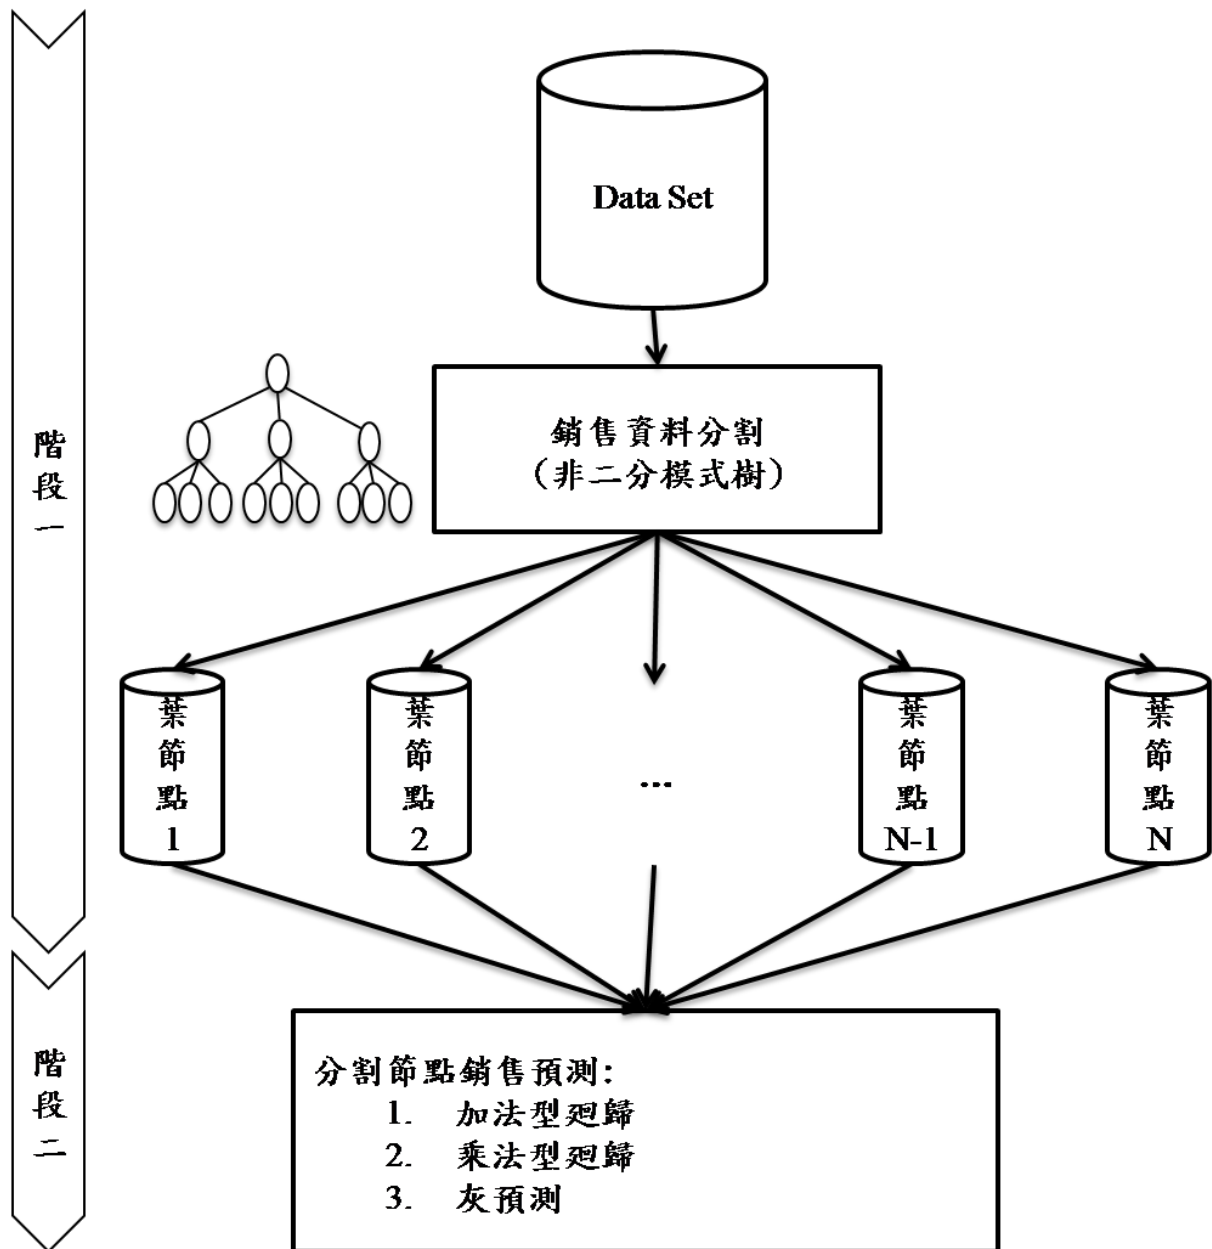 Data Set
銷售資料分割
(非二分模式樹)
階
段
一
葉
節
點
1
葉
節
點
2
...
葉
節
點
N-1
葉
節
點
N
階
段
二
分割節點銷售預測:
1. 加法型廻歸
2. 乘法型廻歸
3. 灰預測